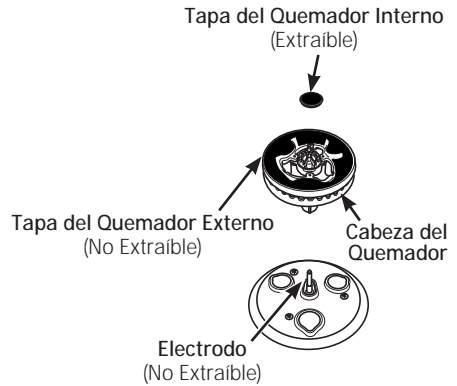 Tapa del Quemador Interno
(Extraíble)
Tapa del Quemador Externo
(No Extraíble)
Cabeza del
Quemador
Electrodo
(No Extraíble)